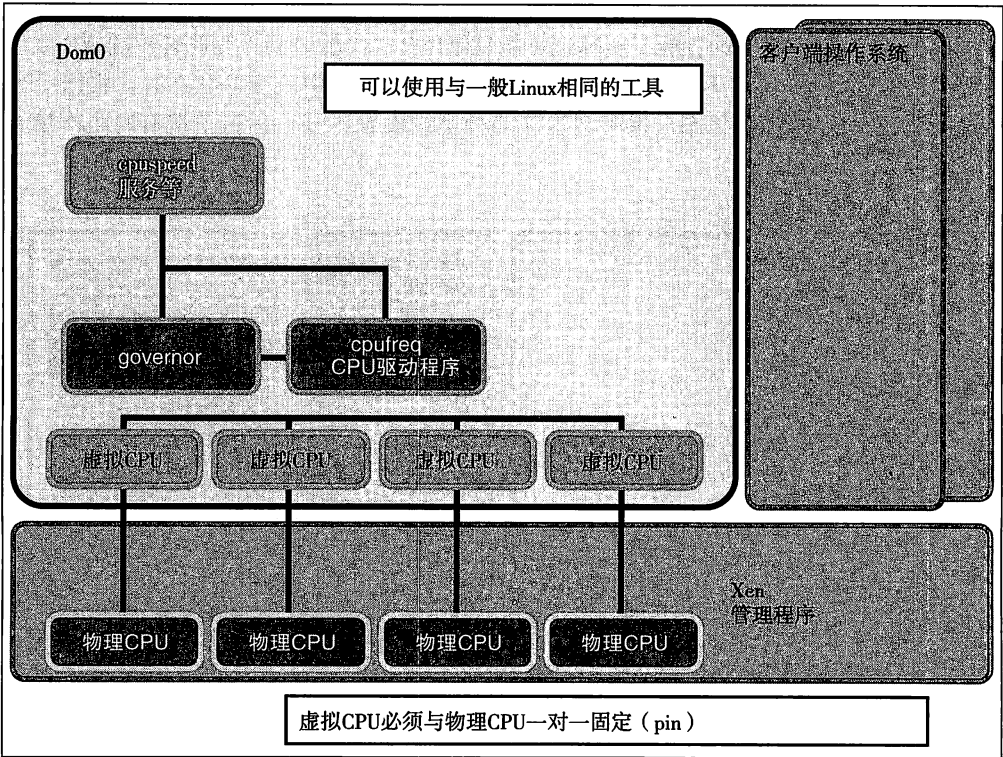 Dom0
客户端操作系统
可以使用与一般Linux相同的工具
cpuspeed
服务等
governor
cpufreq
CPU驱动程序
虚拟CPU
虚拟CPU
虚拟CPU
虚拟CPU
Xen
管理程序
物理CPU
物理CPU
物理CPU
物理CPU
虚拟CPU必须与物理CPU一对一固定（pin）